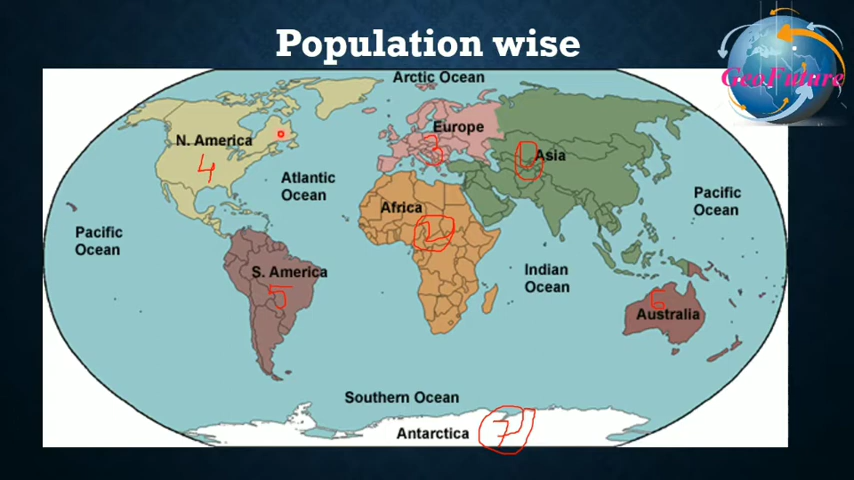 Population wise
GeoFuture
Arctic Ocean
Europe
N. America
Asia
4
3
1
Atlantic
Ocean
Pacific
Ocean
Africa
2
Pacific
Ocean
S. America
Indian
Ocean
5
6
Australia
Southern Ocean
Antarctica
7